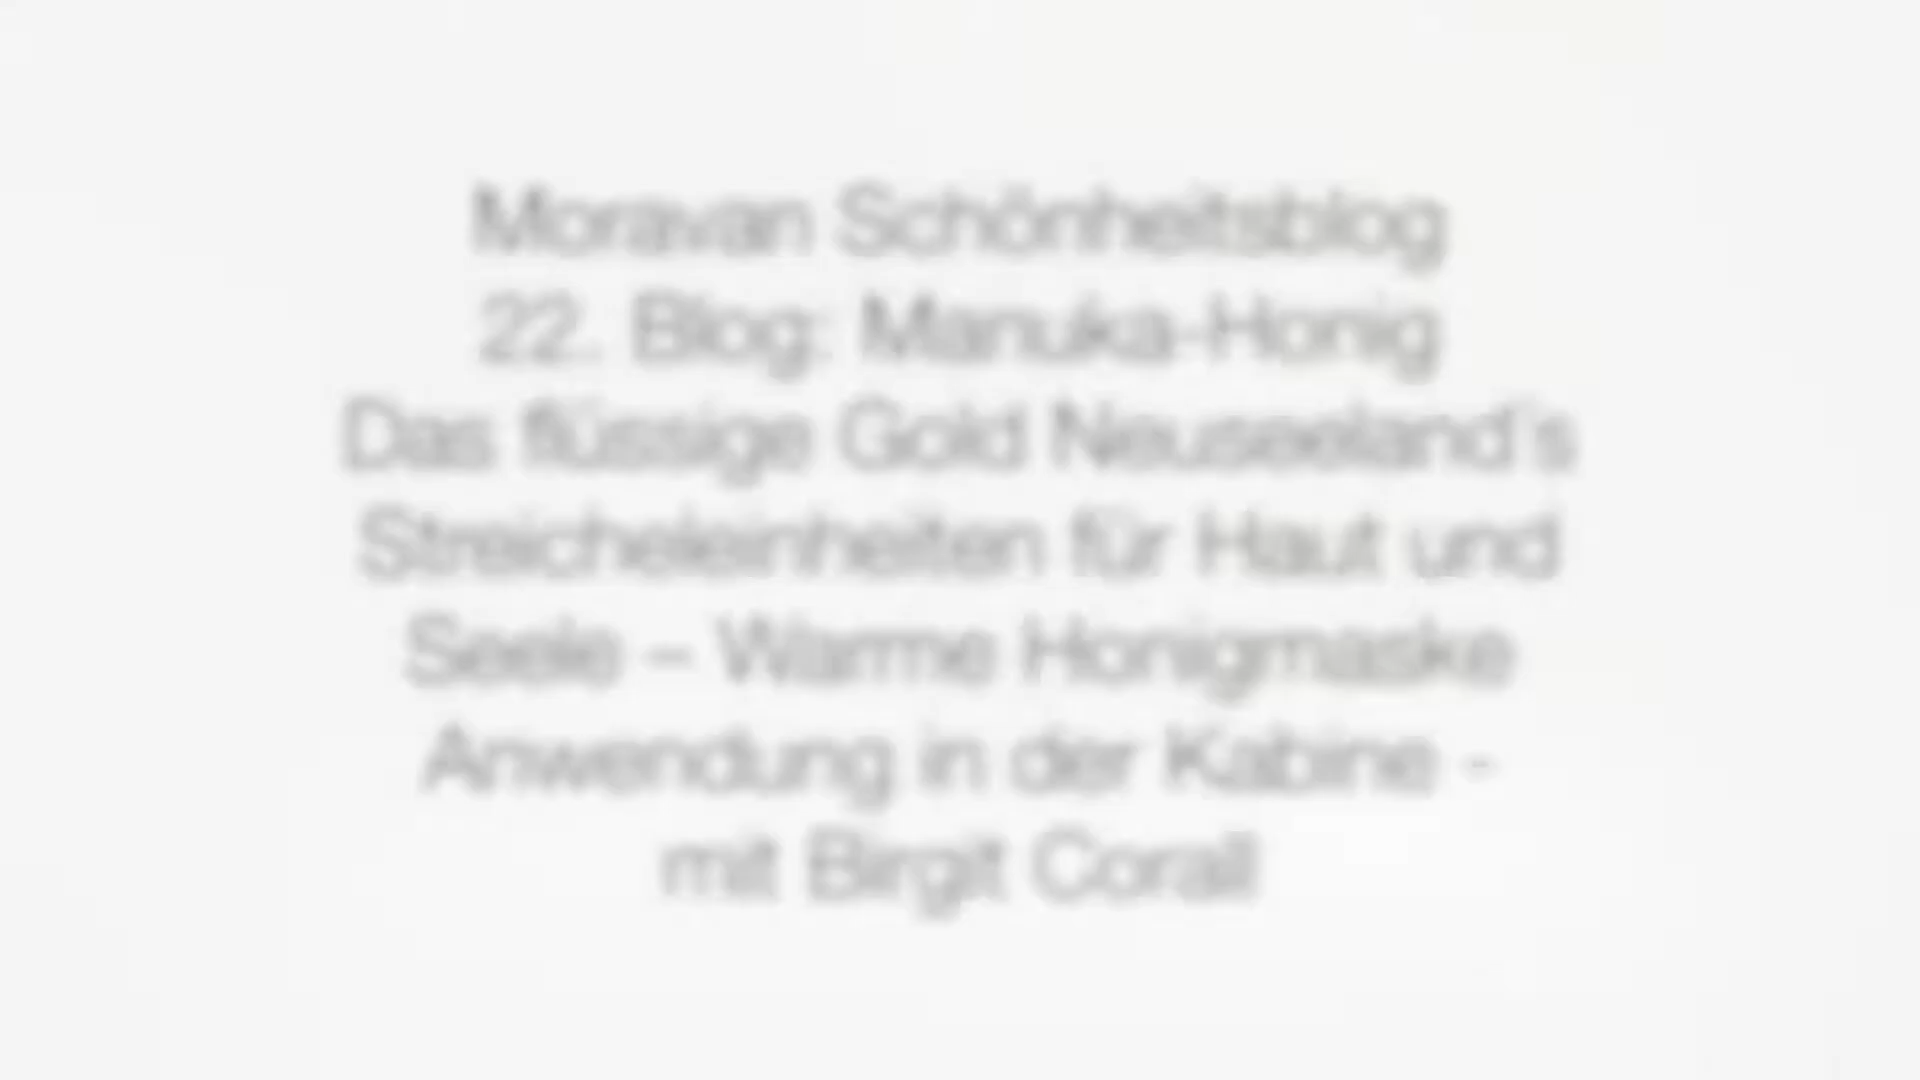 Moravan Schönheitsblog
22. Blog: Manuka-Honig
Das flüssige Gold Neuseeland's
Streicheleinheiten für Haut und
Seele – Warme Honigmaske
Anwendung in der Kabine -
mit Birgit Corall